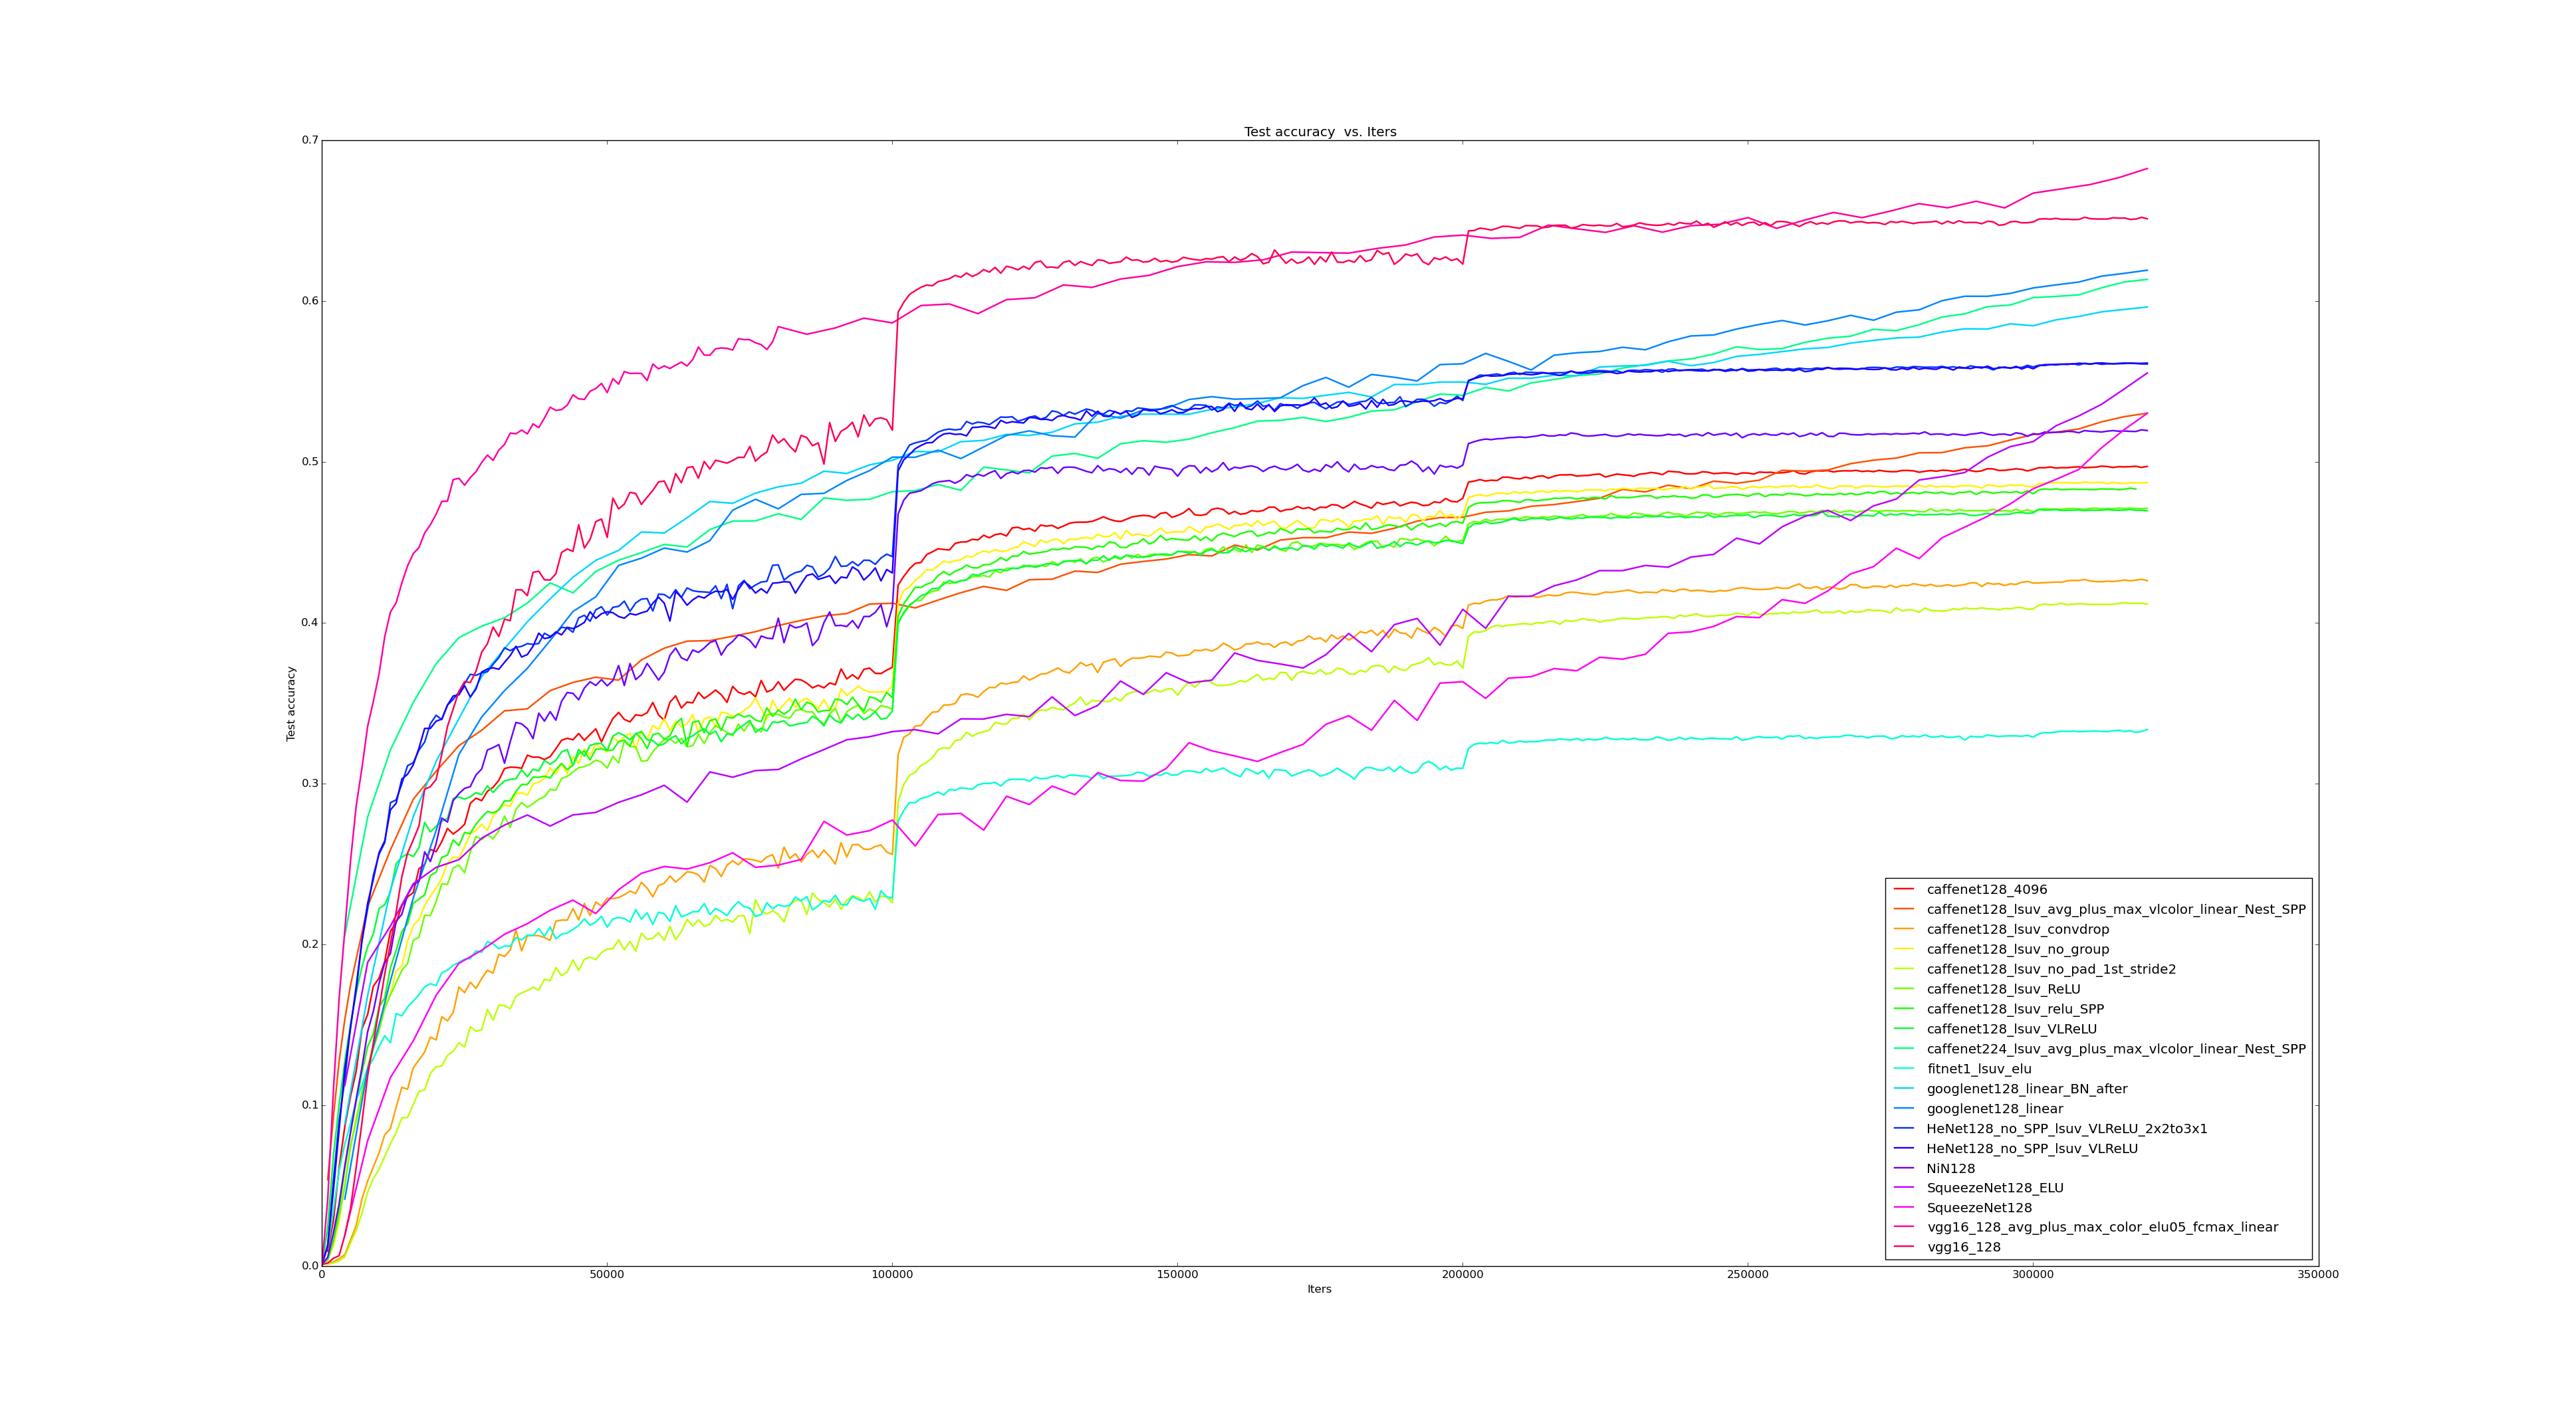 Test accuracy  vs. Iters
0.7
0.6
0.5
0.4
0.3
0.2
0.1
0.0
Test accuracy
0
50000
100000
150000
200000
250000
300000
350000
Iters
caffenet128_4096
caffenet128_lsuv_avg_plus_max_vlcolor_linear_Nest_SPP
caffenet128_lsuv_convdrop
caffenet128_lsuv_no_group
caffenet128_lsuv_no_pad_1st_stride2
caffenet128_lsuv_ReLU
caffenet128_lsuv_relu_SPP
caffenet128_lsuv_VLReLU
caffenet224_lsuv_avg_plus_max_vlcolor_linear_Nest_SPP
fitnet1_lsuv_elu
googlenet128_linear_BN_after
googlenet128_linear
HeNet128_no_SPP_lsuv_VLReLU_2x2to3x1
HeNet128_no_SPP_lsuv_VLReLU
NiN128
SqueezeNet128_ELU
SqueezeNet128
vgg16_128_avg_plus_max_color_elu05_fcmax_linear
vgg16_128